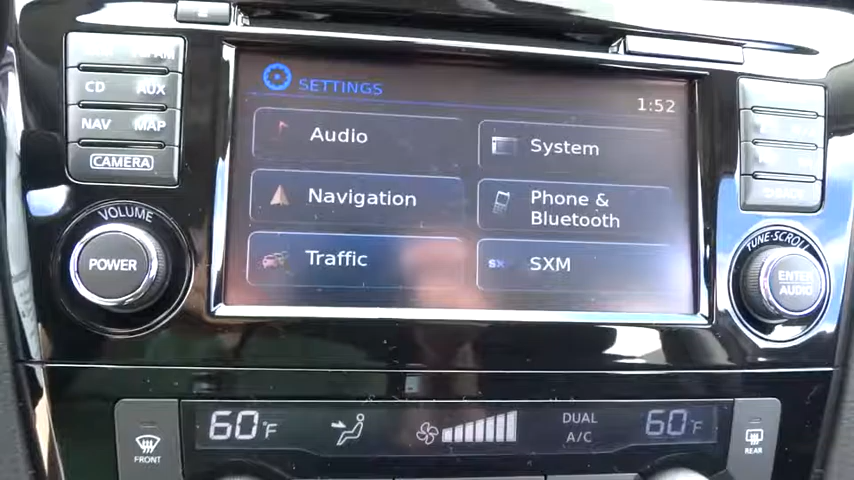 SETTINGS
1:52
Audio
System
Navigation
Phone &
Bluetooth
Traffic
SXM
CD
AUX
NAV
MAP
CAMERA
VOLUME
POWER
TUNE·SCROLL
ENTER
AUDIO
60°F
DUAL
A/C
60°F
FRONT
REAR